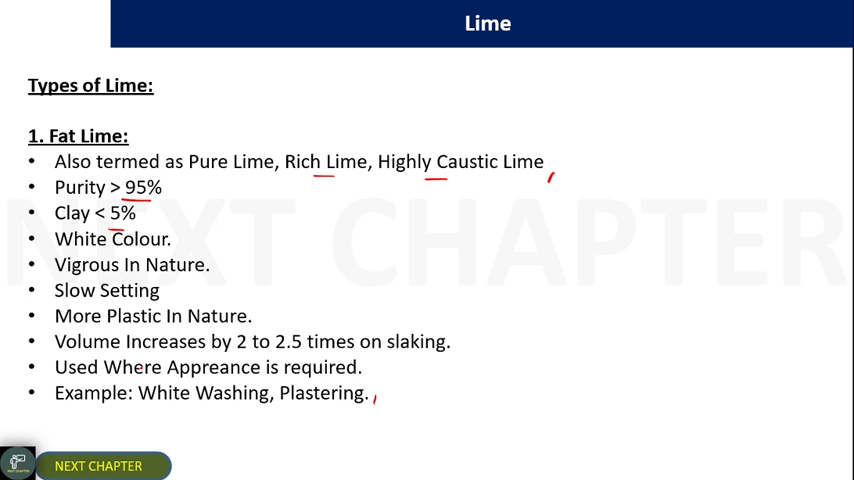 Lime
Types of Lime:
1. Fat Lime:
• Also termed as Pure Lime, Rich Lime, Highly Caustic Lime
• Purity > 95%
• Clay < 5%
• White Colour.
• Vigrous In Nature.
• Slow Setting
• More Plastic In Nature.
• Volume Increases by 2 to 2.5 times on slaking.
• Used Where Appreance is required.
• Example: White Washing, Plastering.
NEXT CHAPTER
NEXT CHAPTER